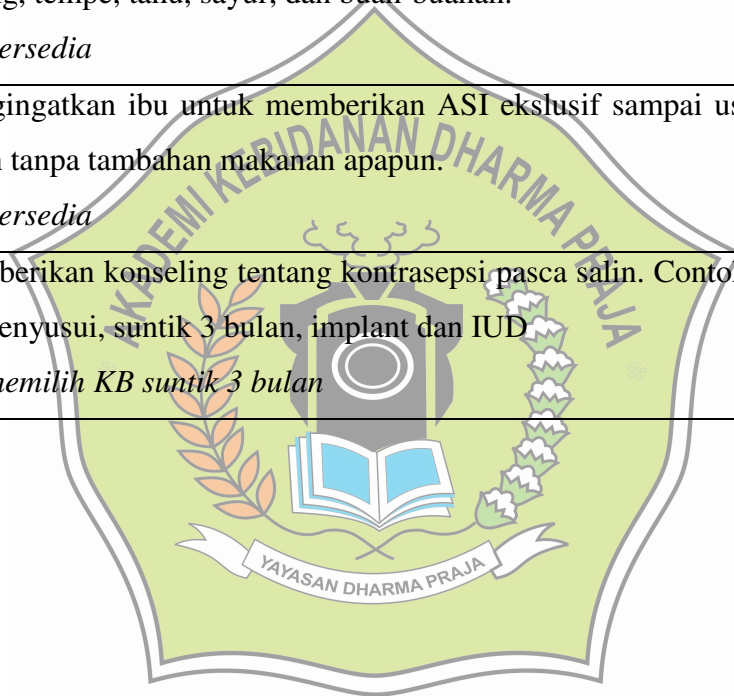 g, tempe, tahu, sayur, dan buah-buahan.
ersedia
gingatkan ibu untuk memberikan ASI ekslusif sampai us
n tanpa tambahan makanan apapun.
ersedia
berikan konseling tentang kontrasepsi pasca salin. Conto
enyusui, suntik 3 bulan, implant dan IUD
memilih KB suntik 3 bulan
AKADEMI KEBIDANAN DHARMA PRAJA
YAYASAN DHARMA PRAJA